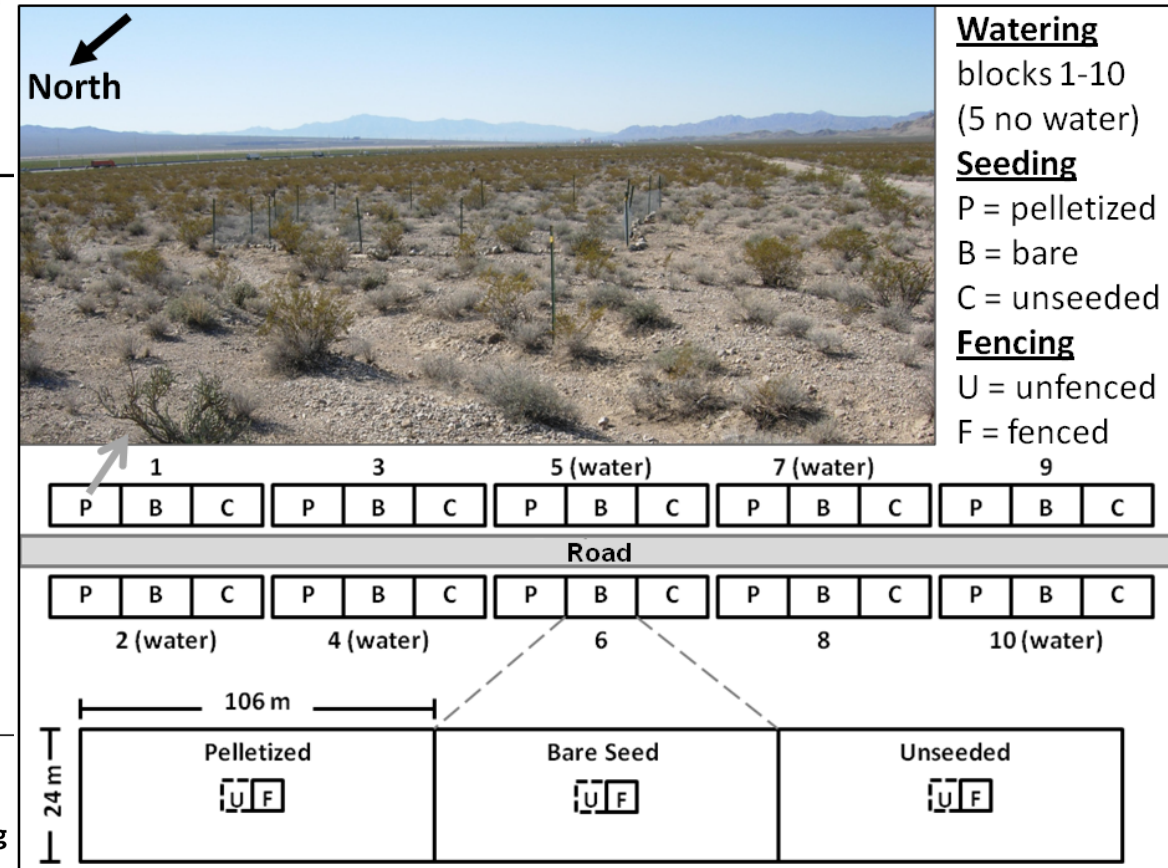 North
Watering
blocks 1-10
(5 no water)
Seeding
P = pelletized
B = bare
C = unseeded
Fencing
U = unfenced
F = fenced
1 3 5 (water) 7 (water) 9
P B C P B C P B C P B C P B C
Road
P B C P B C P B C P B C P B C
2 (water) 4 (water) 6 8 10 (water)
106 m
24 m
Pelletized Bare Seed Unseeded
U F U F U F
g